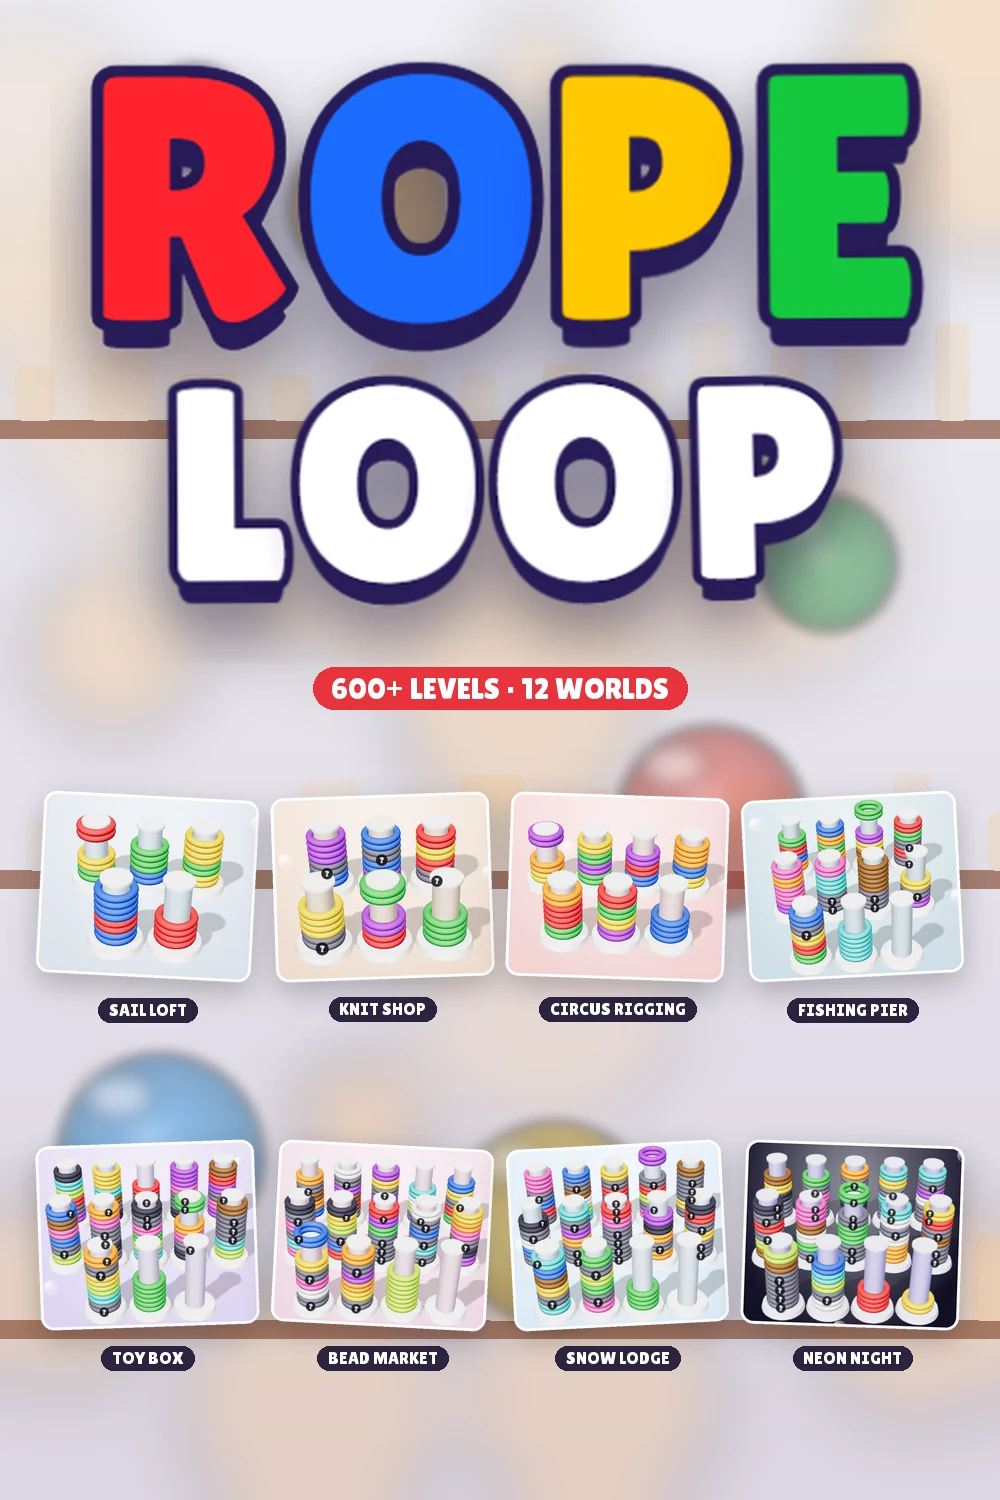 ROPE
LOOP
600+ LEVELS · 12 WORLDS
SAIL LOFT
KNIT SHOP
CIRCUS RIGGING
FISHING PIER
TOY BOX
BEAD MARKET
SNOW LODGE
NEON NIGHT